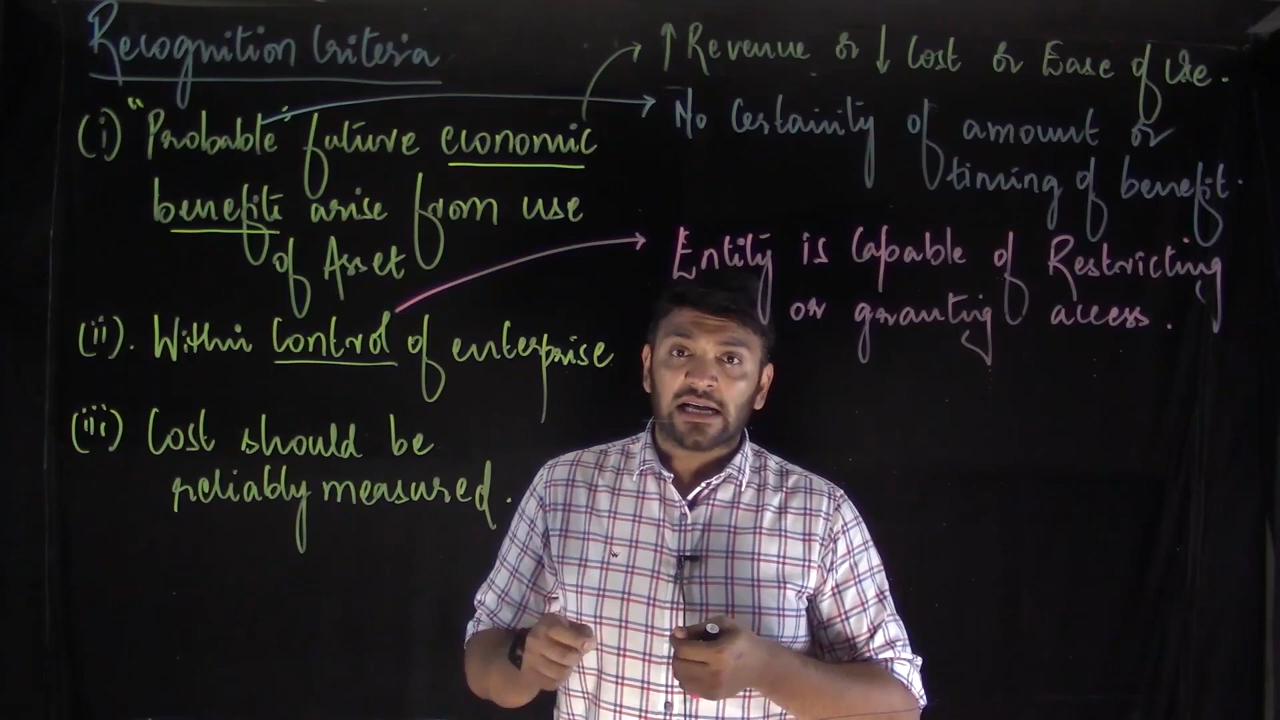 Recognition Criteria
(i) "Probable future economic
benefits arise from use
of Asset
(ii). Within Control of enterprise
(iii) Cost should be
reliably measured.
↑ Revenue or ↓ Cost or Ease of Use.
No Certainity of amount or
timing of benefit.
Entity is Capable of Restricting
or granting access.